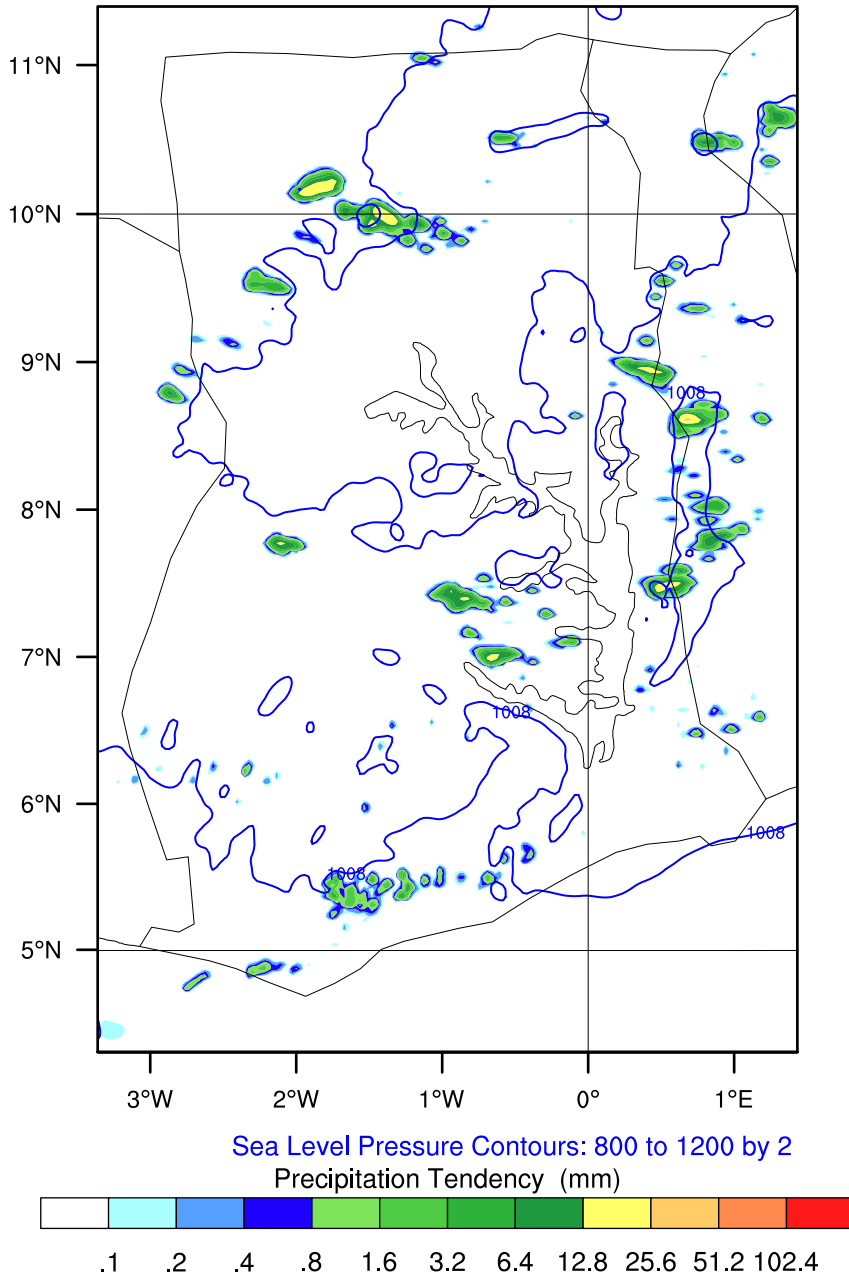 11°N
10°N
9°N
1008
8°N
7°N
1008
6°N
1008
1008
5°N
3°W 2°W 1°W 0° 1°E
Sea Level Pressure Contours: 800 to 1200 by 2
Precipitation Tendency (mm)
.1 .2 .4 .8 1.6 3.2 6.4 12.8 25.6 51.2 102.4